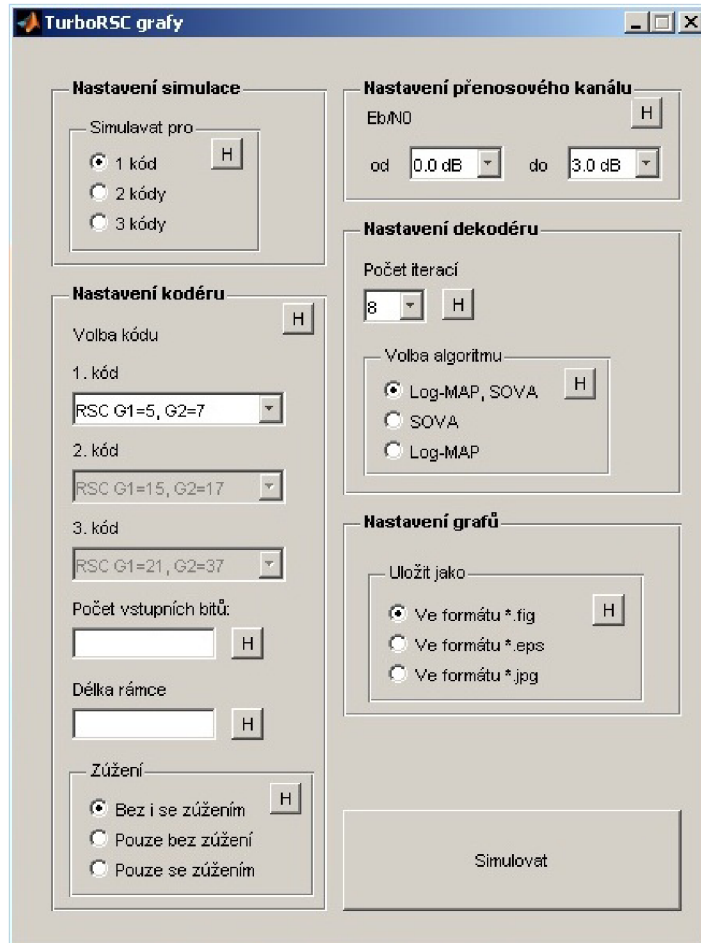 TurboRSC grafy
Nastavení simulace
Simulavat pro
H
1 kód
2 kódy
3 kódy
Nastavení kodéru
H
Volba kódu
1. kód
RSC G1=5, G2=7
2. kód
RSC G1=15, G2=17
3. kód
RSC G1=21, G2=37
Počet vstupních bitů:
H
Délka rámce
H
Zúžení
H
Bez i se zúžením
Pouze bez zúžení
Pouze se zúžením
Nastavení přenosového kanálu
Eb/N0
H
od 0.0 dB do 3.0 dB
Nastavení dekodéru
Počet iterací
8 H
Volba algoritmu
H
Log-MAP, SOVA
SOVA
Log-MAP
Nastavení grafů
Uložit jako
H
Ve formátu *.fig
Ve formátu *.eps
Ve formátu *.jpg
Simulovat